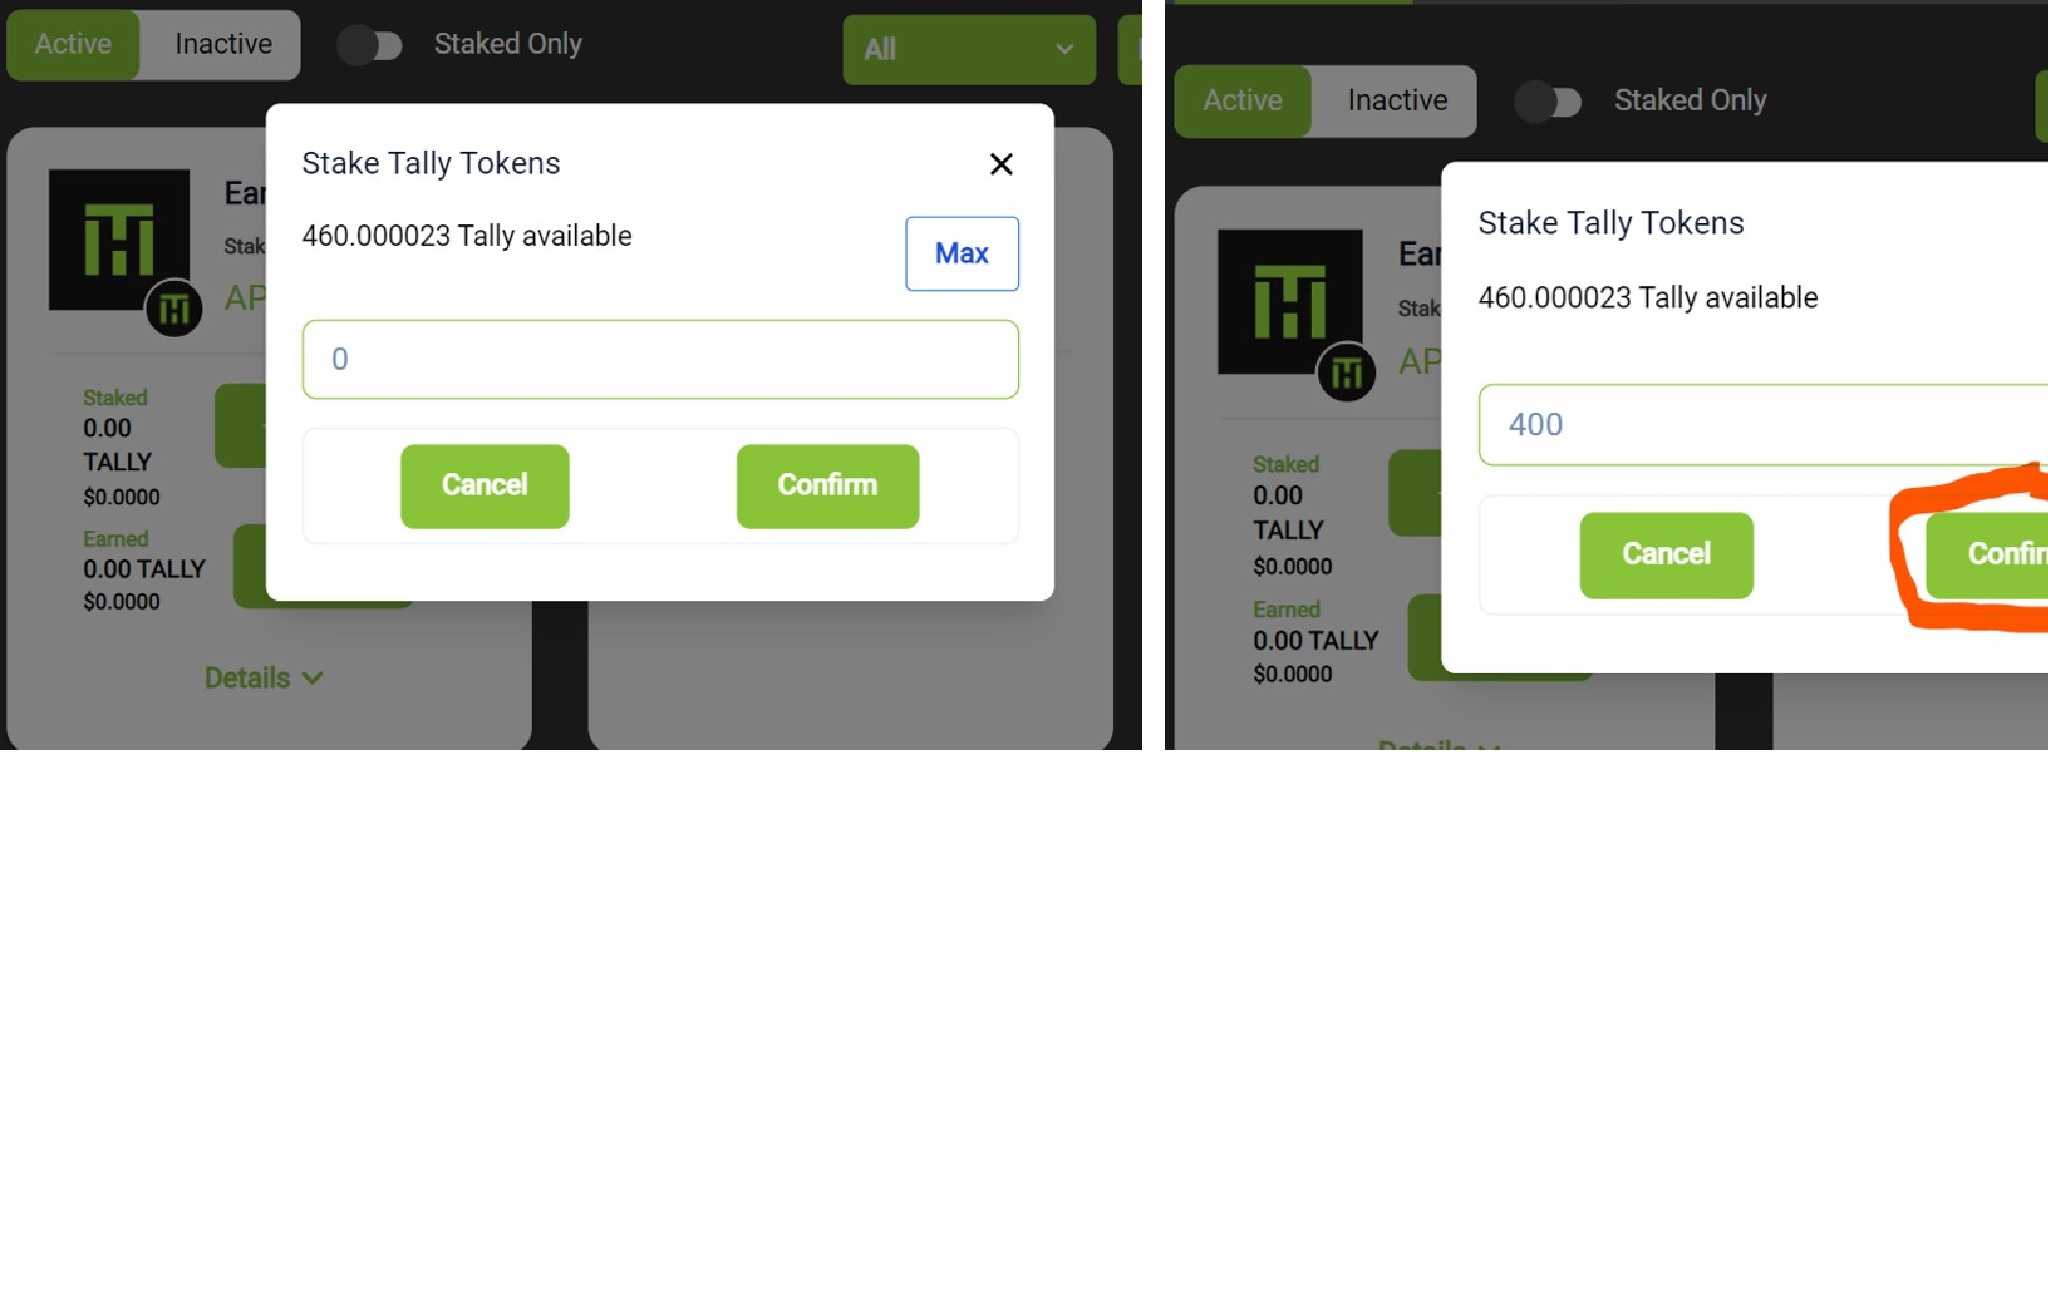 Active Inactive Staked Only All
Stake Tally Tokens
Ear
460.000023 Tally available Max
Stak
AP
0
Staked
0.00
TALLY
$0.0000
Cancel Confirm
Earned
0.00 TALLY
$0.0000
Details
Active Inactive Staked Only
Stake Tally Tokens
Ear
460.000023 Tally available
Stak
AP
400
Staked
0.00
TALLY
$0.0000
Cancel Confir
Earned
0.00 TALLY
$0.0000
Details